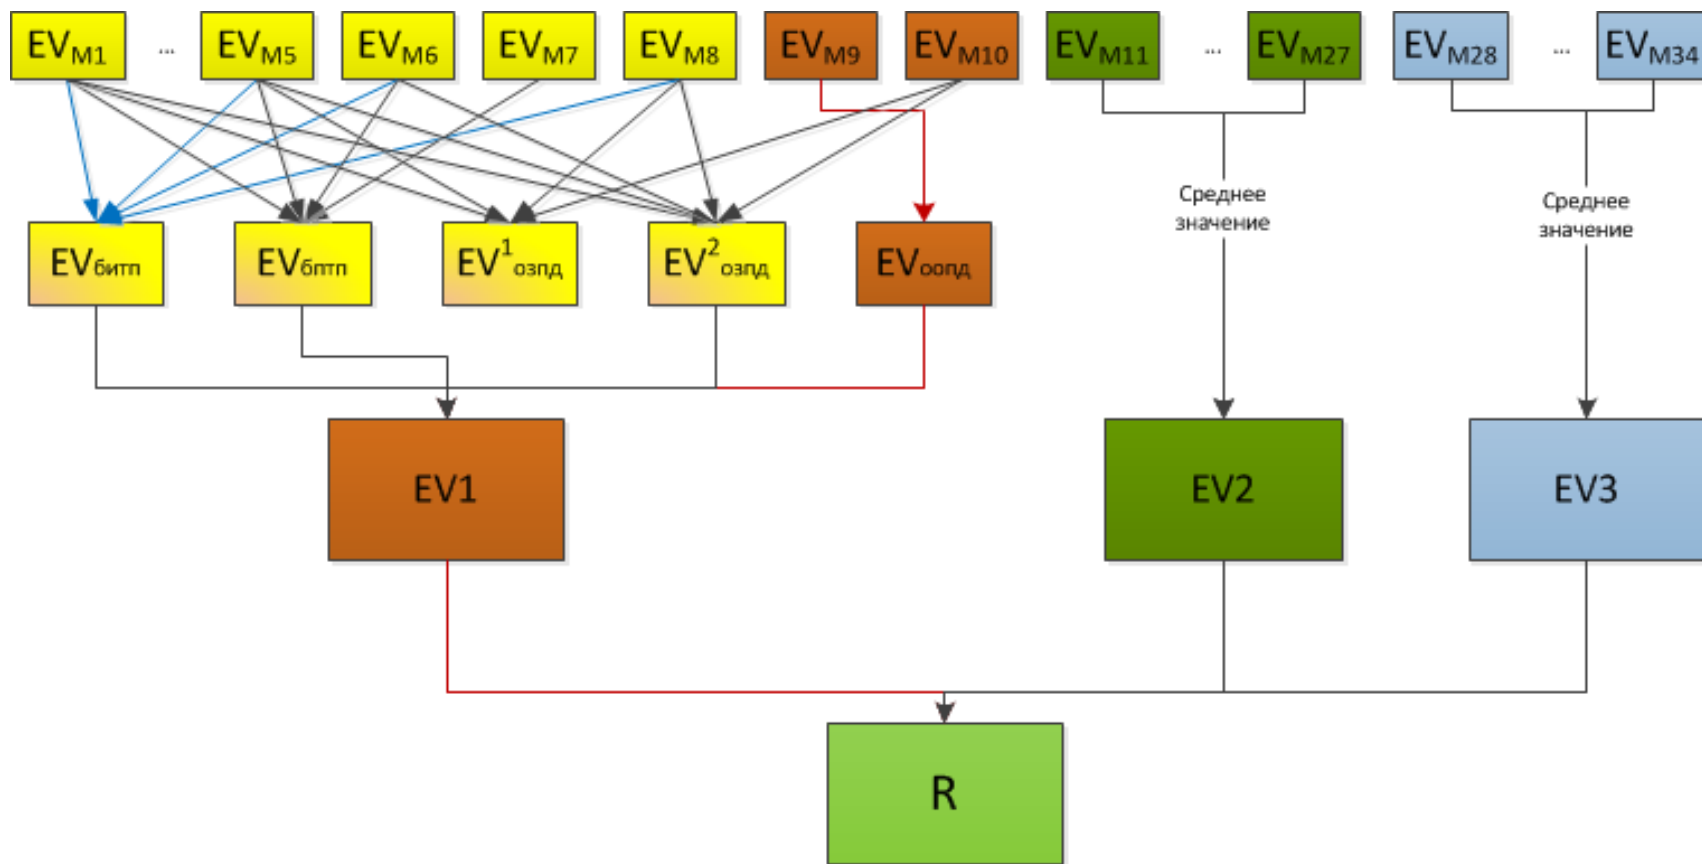 EVM1 ... EVM5 EVM6 EVM7 EVM8 EVM9 EVM10 EVM11 ... EVM27 EVM28 ... EVM34
Среднее
значение
Среднее
значение
EVбитп EVбптп EV1озпд EV2озпд EVоопд
EV1 EV2 EV3
R